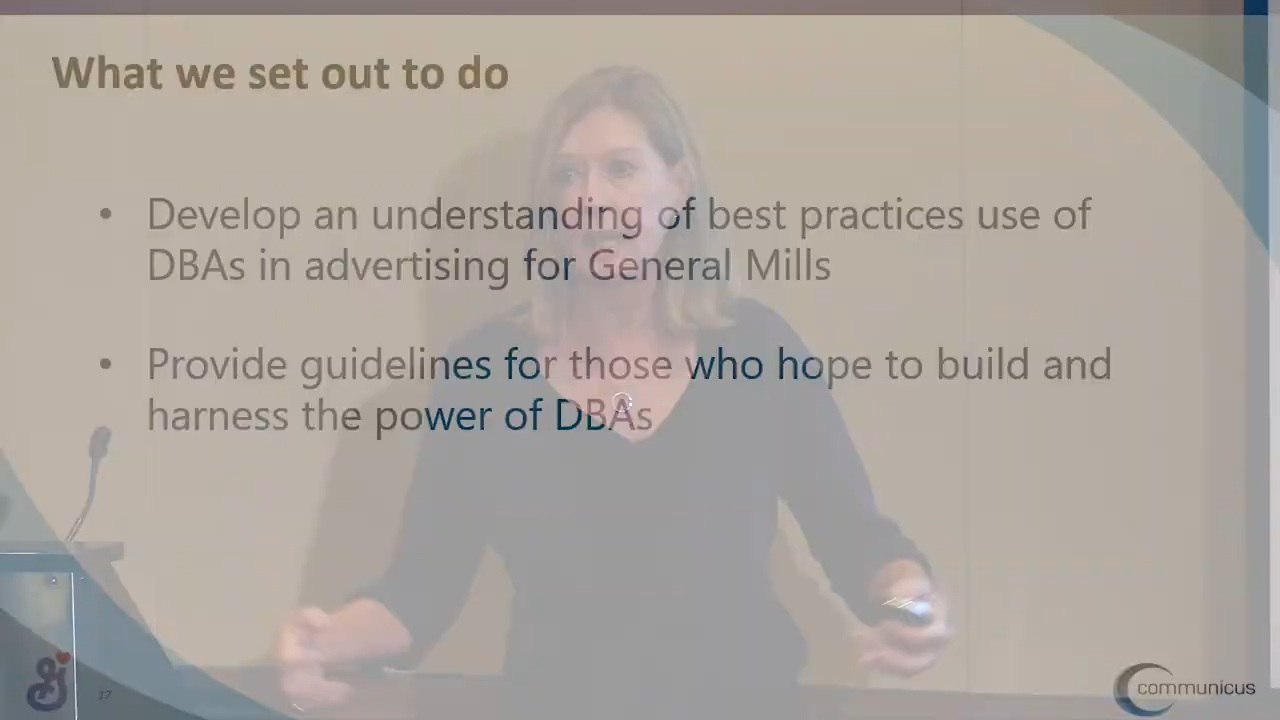 What we set out to do
• Develop an understanding of best practices use of
DBAs in advertising for General Mills
• Provide guidelines for those who hope to build and
harness the power of DBAs
17
communicus